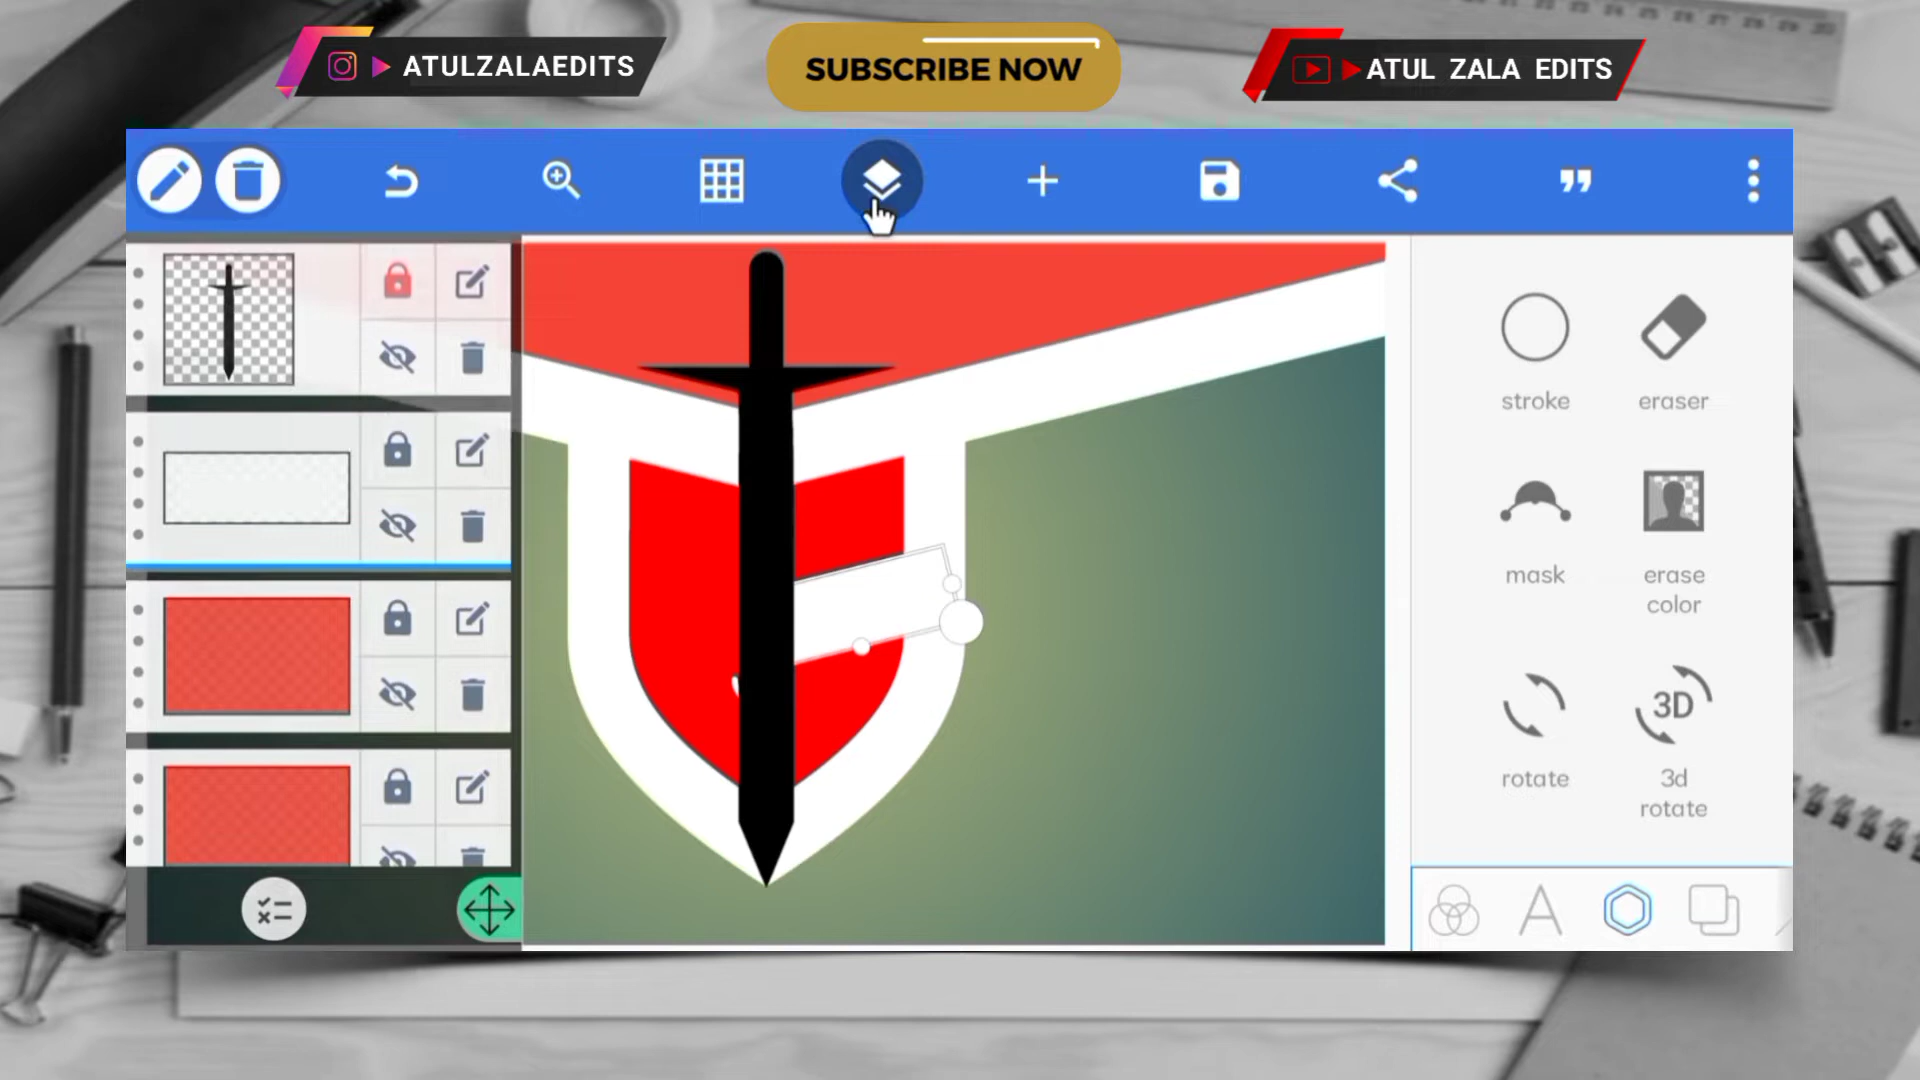 ATULZALAEDITS
SUBSCRIBE NOW
ATUL ZALA EDITS
stroke
eraser
mask
erase
color
rotate
3D
3d
rotate